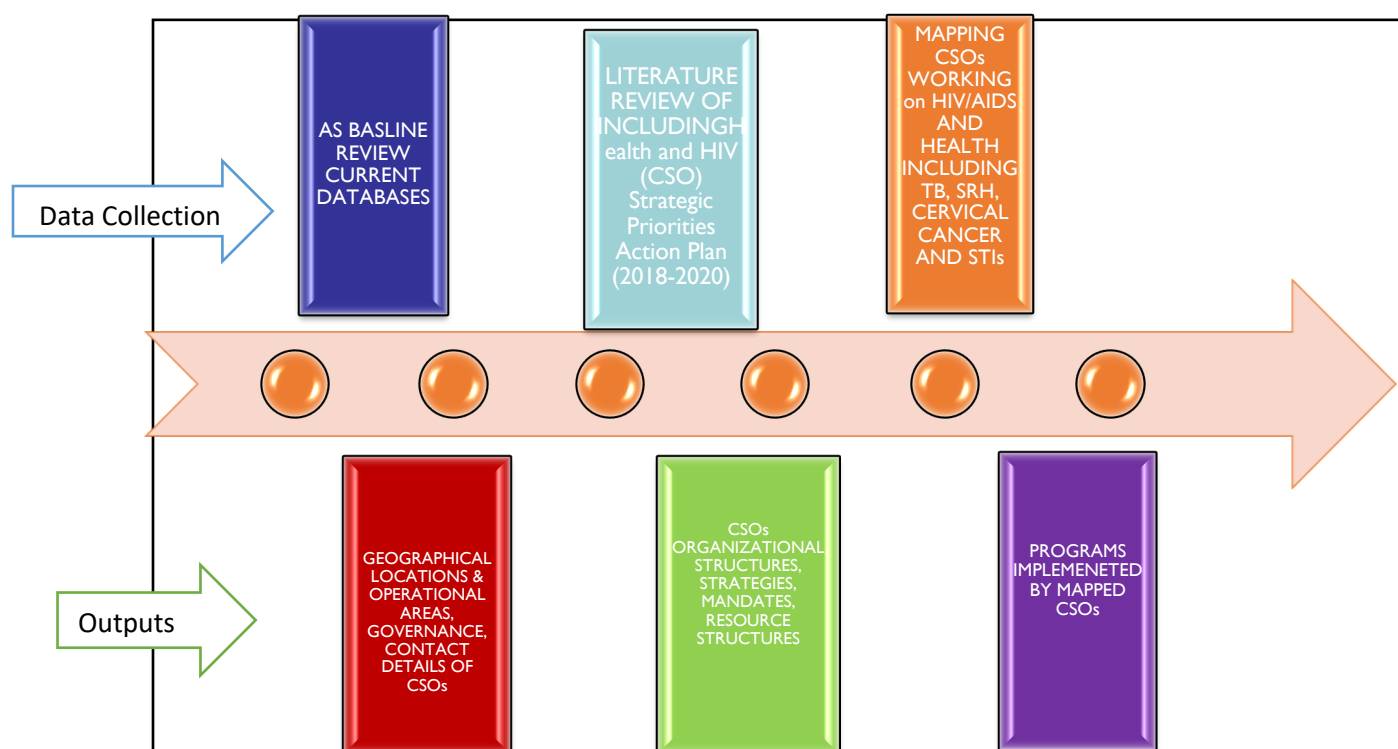 Data Collection
AS BASLINE
REVIEW
CURRENT
DATABASES
LITERATURE
REVIEW OF
INCLUDINGH
ealth and HIV
(CSO)
Strategic
Priorities
Action Plan
(2018-2020)
MAPPING
CSOs
WORKING
on HIV/AIDS
AND
HEALTH
INCLUDING
TB, SRH,
CERVICAL
CANCER
AND STIs
Outputs
GEOGRAPHICAL
LOCATIONS &
OPERATIONAL
AREAS,
GOVERNANCE,
CONTACT
DETAILS OF
CSOs
CSOs
ORGANIZATIONAL
STRUCTURES,
STRATEGIES,
MANDATES,
RESOURCE
STRUCTURES
PROGRAMS
IMPLEMENETED
BY MAPPED
CSOs